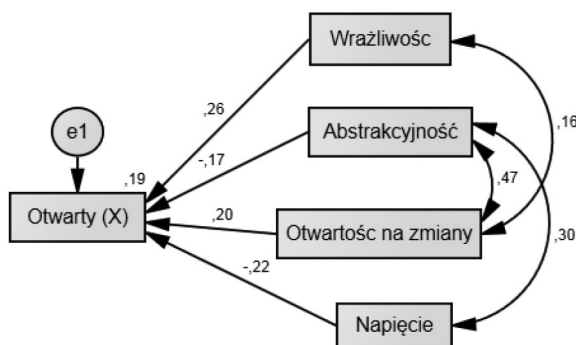 Wrażliwośc
e1
,26
,16
Abstrakcyjność
-,17
,19
,47
Otwarty (X)
,20
Otwartośc na zmiany
,30
-,22
Napięcie